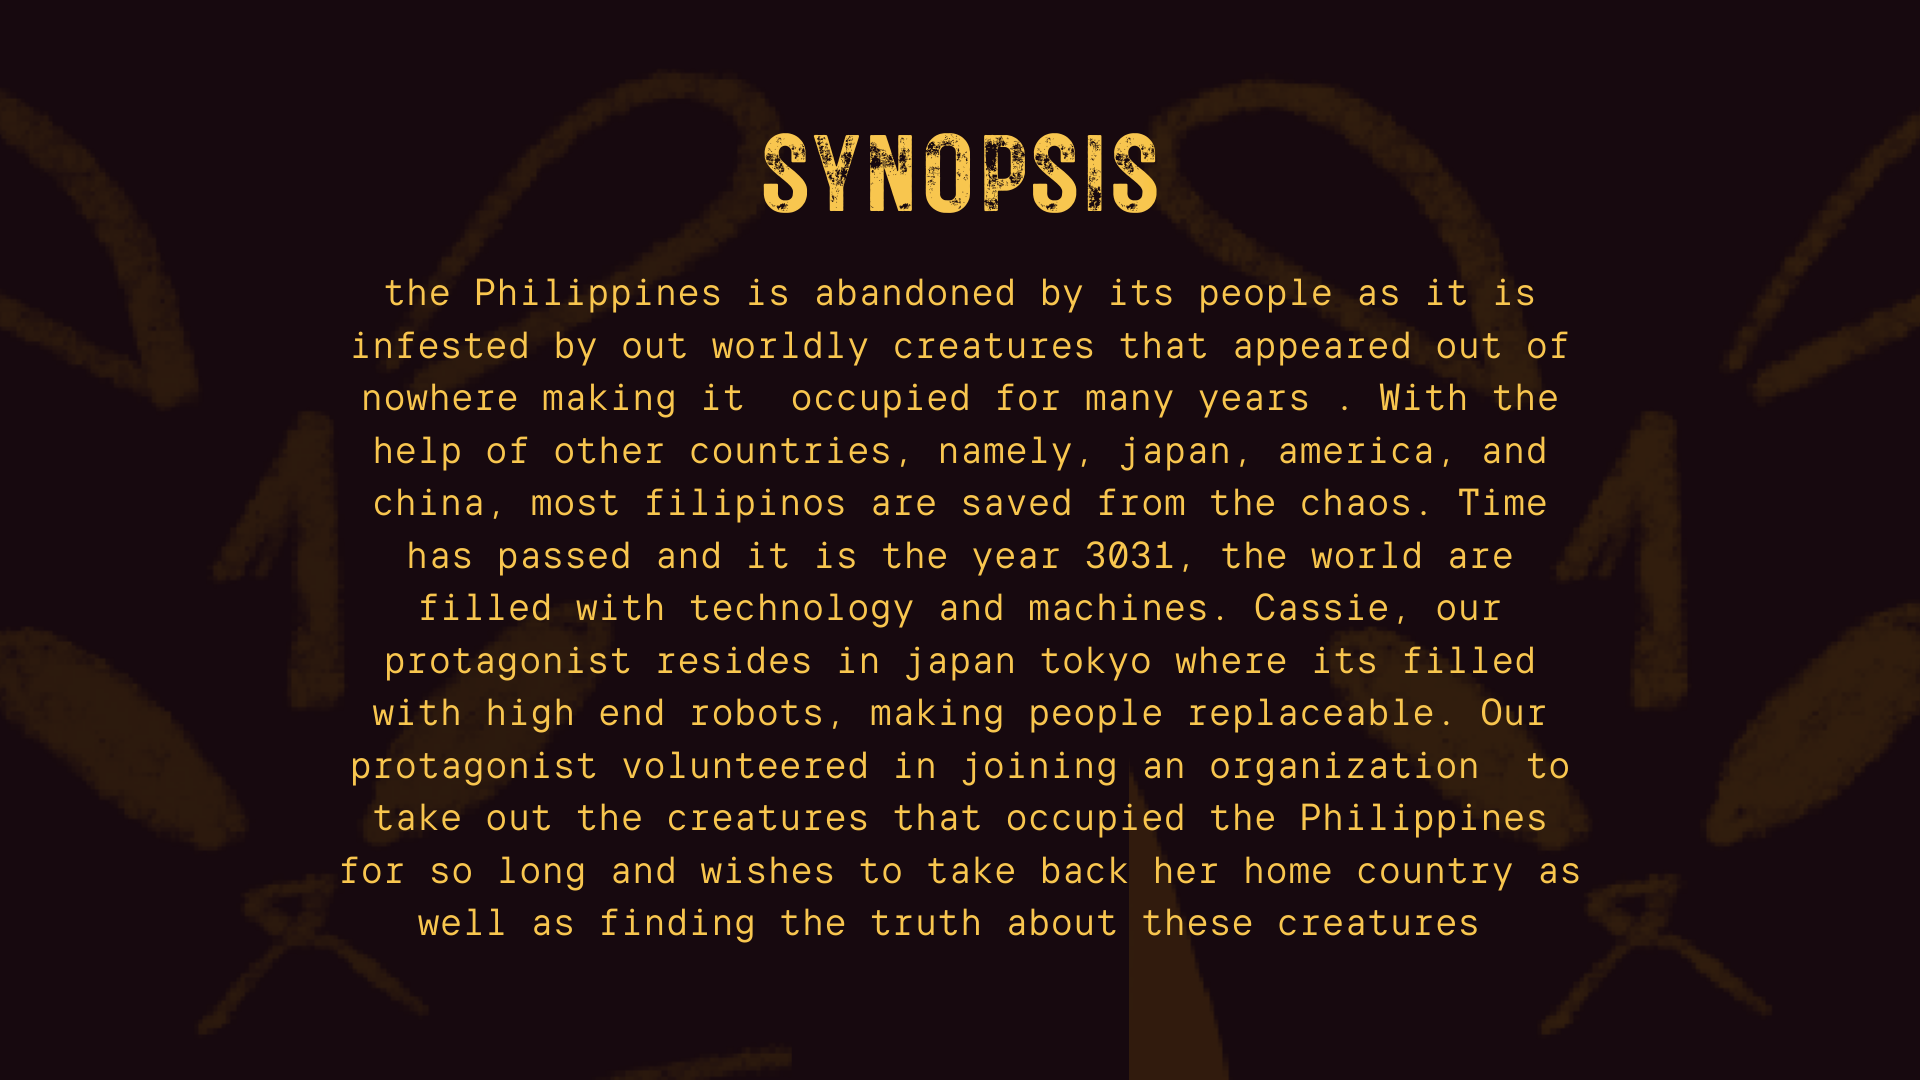 SYNOPSIS
the Philippines is abandoned by its people as it is
infested by out worldly creatures that appeared out of
nowhere making it  occupied for many years . With the
help of other countries, namely, japan, america, and
china, most filipinos are saved from the chaos. Time
has passed and it is the year 3031, the world are
filled with technology and machines. Cassie, our
protagonist resides in japan tokyo where its filled
with high end robots, making people replaceable. Our
protagonist volunteered in joining an organization  to
take out the creatures that occupied the Philippines
for so long and wishes to take back her home country as
well as finding the truth about these creatures